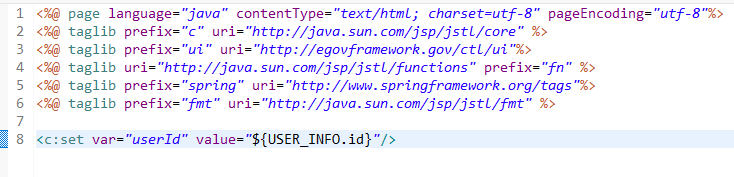 1 <%@ page language="java" contentType="text/html; charset=utf-8" pageEncoding="utf-8"%>
2 <%@ taglib prefix="c" uri="http://java.sun.com/jsp/jstl/core" %>
3 <%@ taglib prefix="ui" uri="http://egovframework.gov/ctl/ui"%>
4 <%@ taglib uri="http://java.sun.com/jsp/jstl/functions" prefix="fn" %>
5 <%@ taglib prefix="spring" uri="http://www.springframework.org/tags"%>
6 <%@ taglib prefix="fmt" uri="http://java.sun.com/jsp/jstl/fmt" %>
7
8 <c:set var="userId" value="${USER_INFO.id}"/>